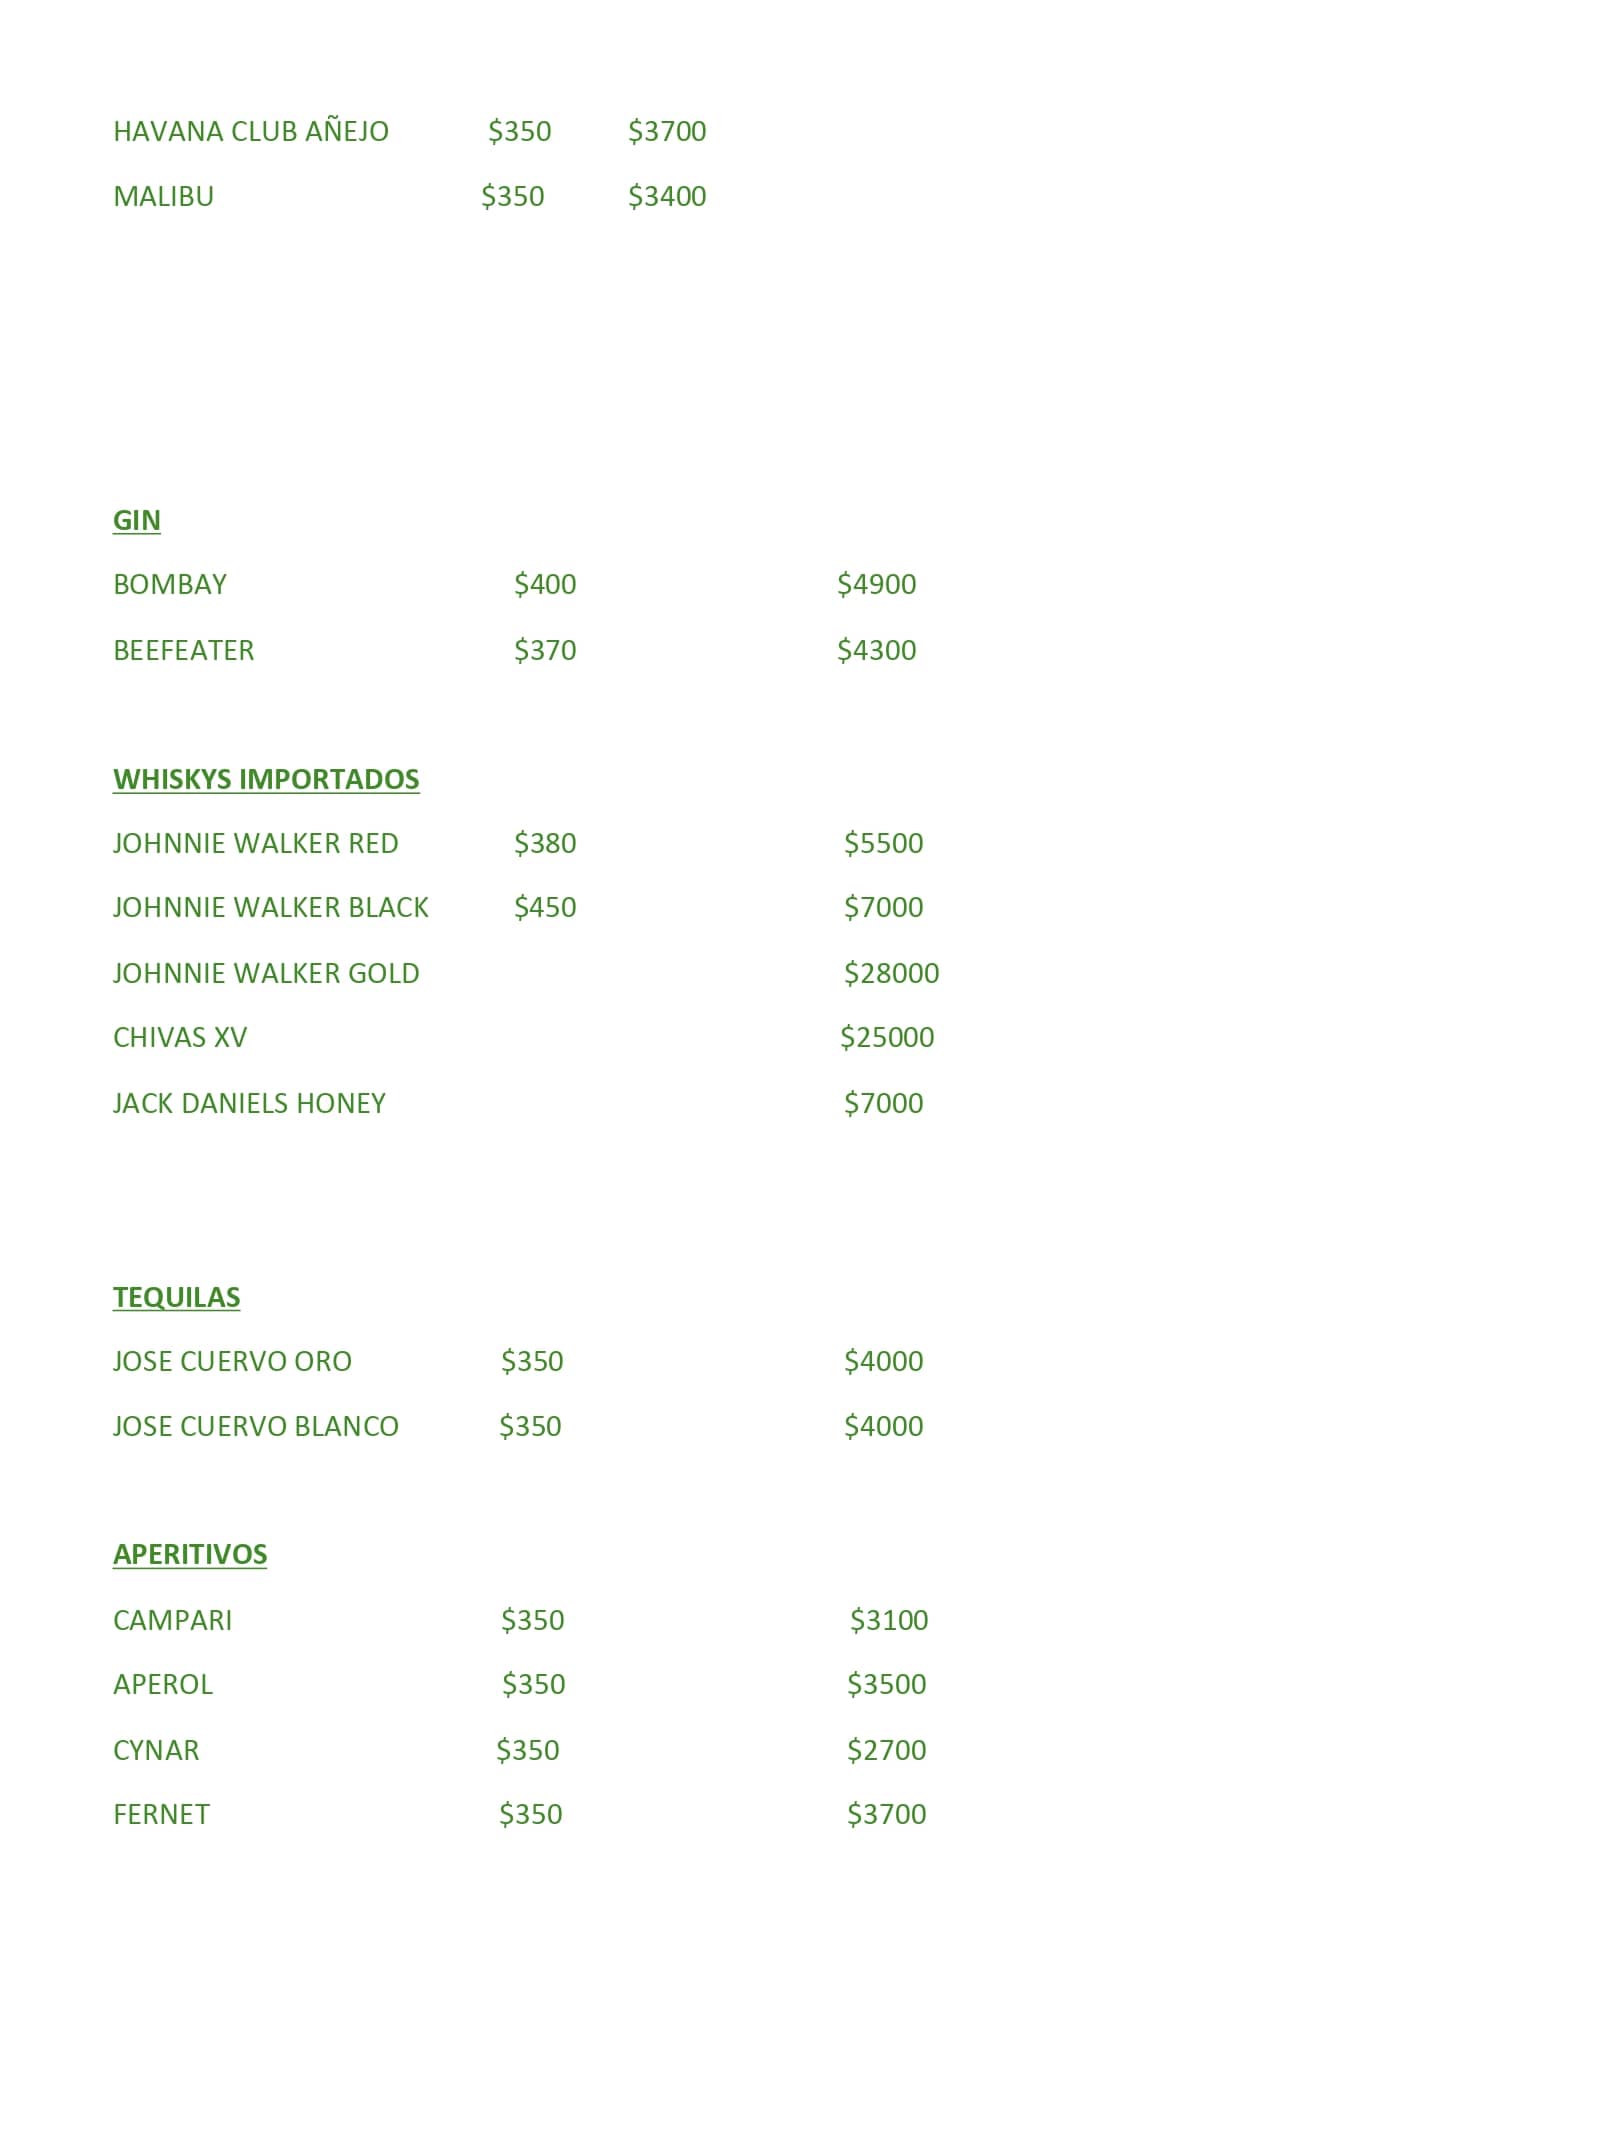 HAVANA CLUB AÑEJO $350 $3700
MALIBU $350 $3400
GIN
BOMBAY $400 $4900
BEEFEATER $370 $4300
WHISKYS IMPORTADOS
JOHNNIE WALKER RED $380 $5500
JOHNNIE WALKER BLACK $450 $7000
JOHNNIE WALKER GOLD $28000
CHIVAS XV $25000
JACK DANIELS HONEY $7000
TEQUILAS
JOSE CUERVO ORO $350 $4000
JOSE CUERVO BLANCO $350 $4000
APERITIVOS
CAMPARI $350 $3100
APEROL $350 $3500
CYNAR $350 $2700
FERNET $350 $3700